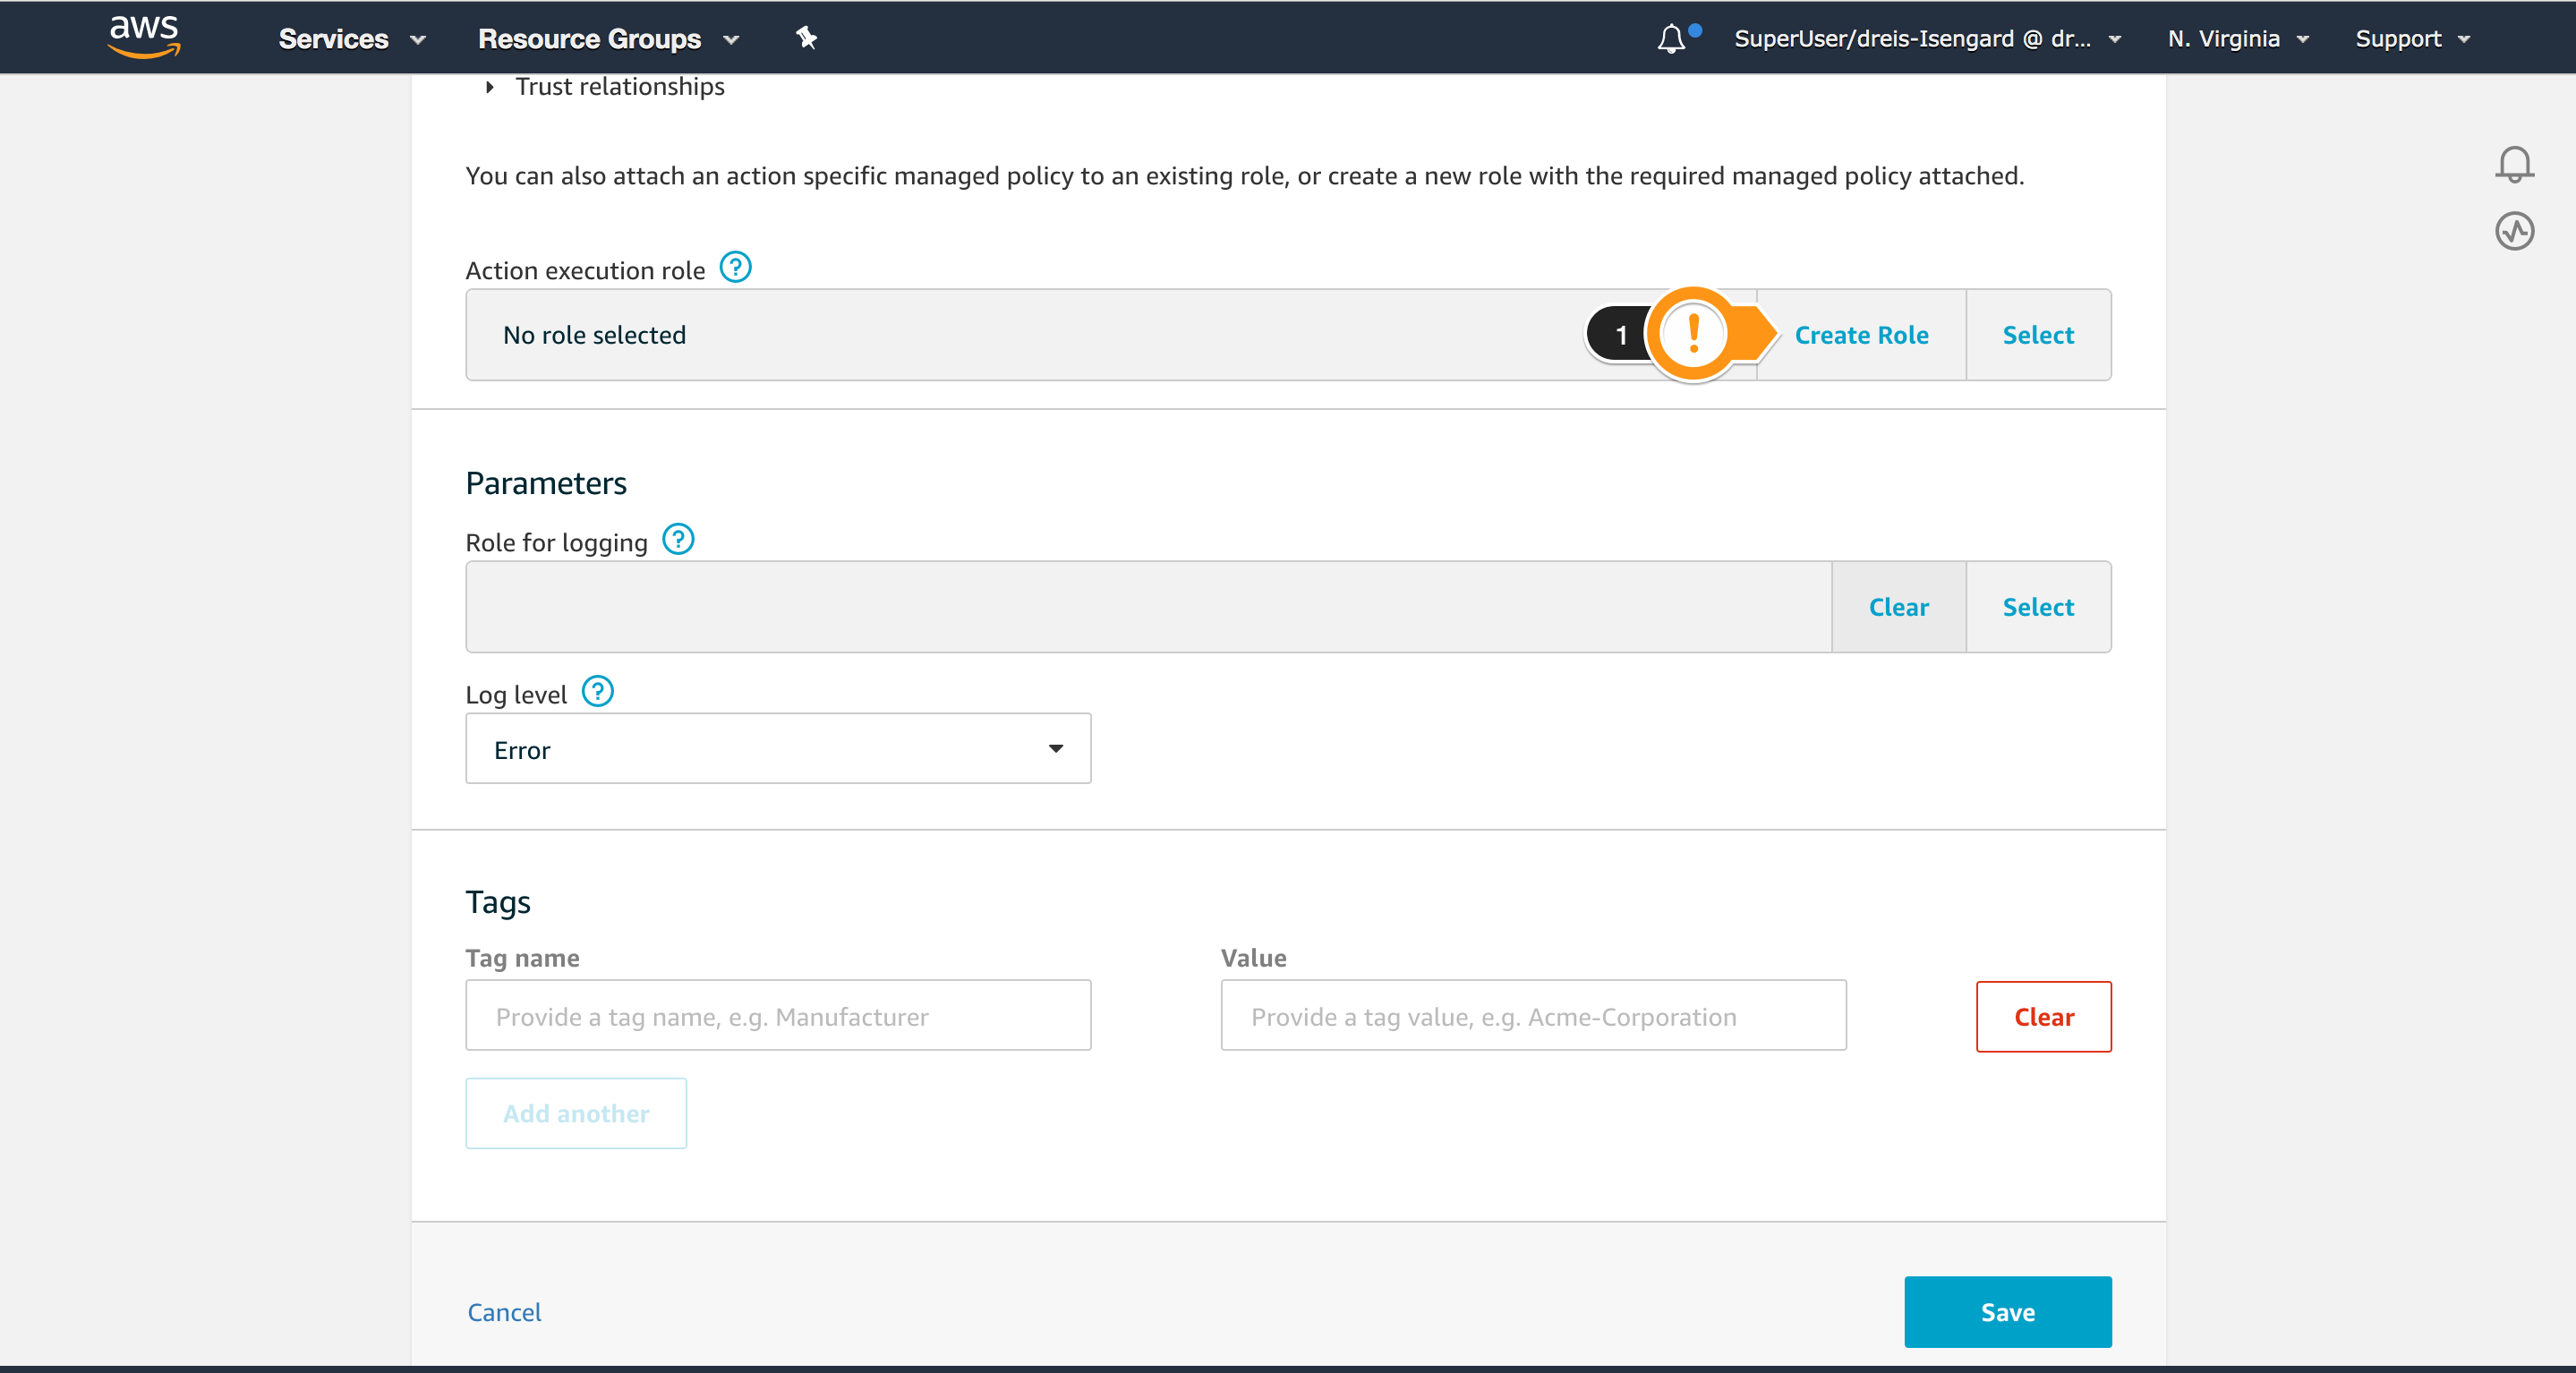 aws Services Resource Groups SuperUser/dreis-Isengard @ dr... N. Virginia Support
Trust relationships
You can also attach an action specific managed policy to an existing role, or create a new role with the required managed policy attached.
Action execution role ?
No role selected 1 ! Create Role Select
Parameters
Role for logging ?
Clear Select
Log level ?
Error
Tags
Tag name Value
Provide a tag name, e.g. Manufacturer Provide a tag value, e.g. Acme-Corporation Clear
Add another
Cancel Save